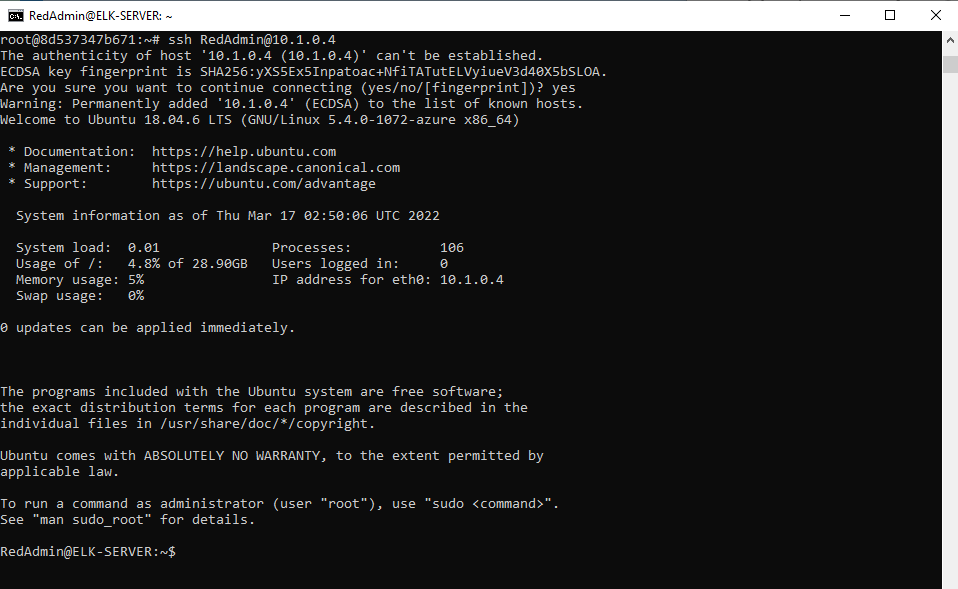 RedAdmin@ELK-SERVER: ~
root@8d537347b671:~# ssh RedAdmin@10.1.0.4
The authenticity of host '10.1.0.4 (10.1.0.4)' can't be established.
ECDSA key fingerprint is SHA256:yXS5Ex5Inpatoac+NfiTATutELVyiueV3d40X5bSLOA.
Are you sure you want to continue connecting (yes/no/[fingerprint])? yes
Warning: Permanently added '10.1.0.4' (ECDSA) to the list of known hosts.
Welcome to Ubuntu 18.04.6 LTS (GNU/Linux 5.4.0-1072-azure x86_64)
* Documentation:  https://help.ubuntu.com
* Management:     https://landscape.canonical.com
* Support:        https://ubuntu.com/advantage
System information as of Thu Mar 17 02:50:06 UTC 2022
System load:  0.01              Processes:           106
Usage of /:   4.8% of 28.90GB   Users logged in:     0
Memory usage: 5%                IP address for eth0: 10.1.0.4
Swap usage:   0%
0 updates can be applied immediately.
The programs included with the Ubuntu system are free software;
the exact distribution terms for each program are described in the
individual files in /usr/share/doc/*/copyright.
Ubuntu comes with ABSOLUTELY NO WARRANTY, to the extent permitted by
applicable law.
To run a command as administrator (user "root"), use "sudo <command>".
See "man sudo_root" for details.
RedAdmin@ELK-SERVER:~$